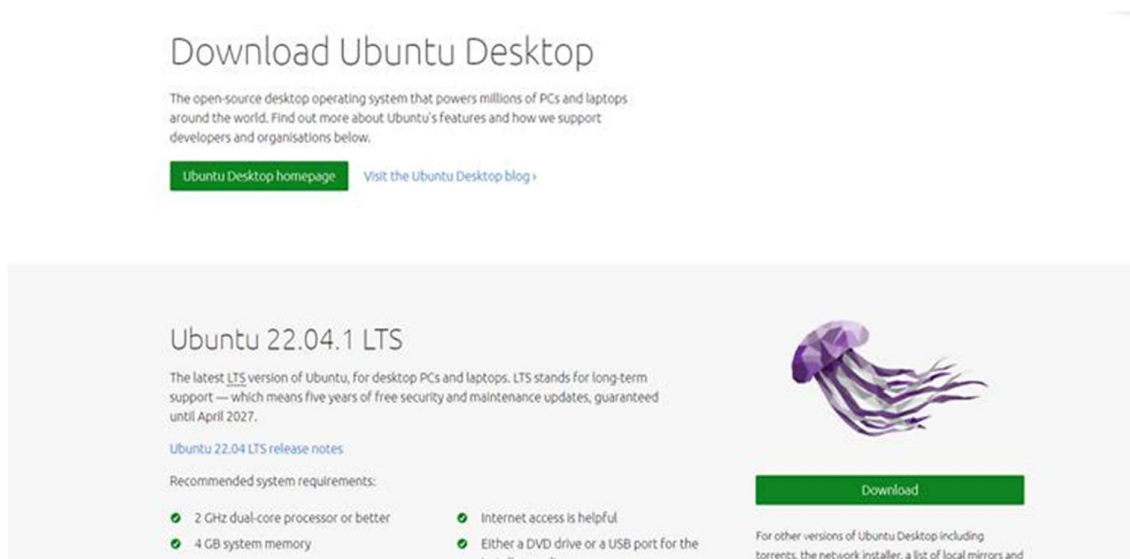 Download Ubuntu Desktop
The open-source desktop operating system that powers millions of PCs and laptops
around the world. Find out more about Ubuntu's features and how we support
developers and organisations below.
Ubuntu Desktop homepage
Visit the Ubuntu Desktop blog ›
Ubuntu 22.04.1 LTS
The latest LTS version of Ubuntu, for desktop PCs and laptops. LTS stands for long-term
support — which means five years of free security and maintenance updates, guaranteed
until April 2027.
Ubuntu 22.04 LTS release notes
Recommended system requirements:
2 GHz dual-core processor or better
4 GB system memory
Internet access is helpful
Either a DVD drive or a USB port for the
Download
For other versions of Ubuntu Desktop including
torrents, the network installer, a list of local mirrors and